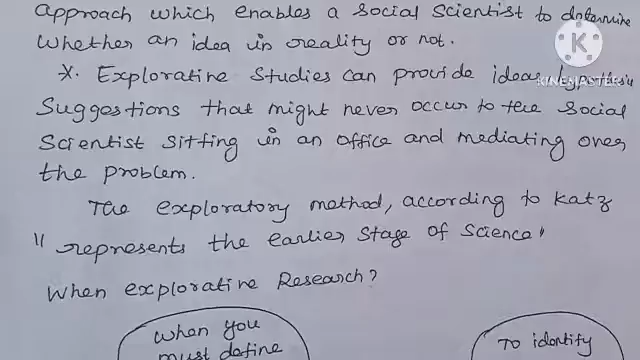 approach which enables a Social Scientist to determine
whether an idea in reality or not.
X. Explorative Studies can provide ideas,
Suggestions that might never occur to the Social
Scientist sitting in an office and mediating over
the problem.
The exploratory method, according to Katz
"represents the earlier stage of Science"
When explorative Research?
When you
must define
To identify
KINEMASTER